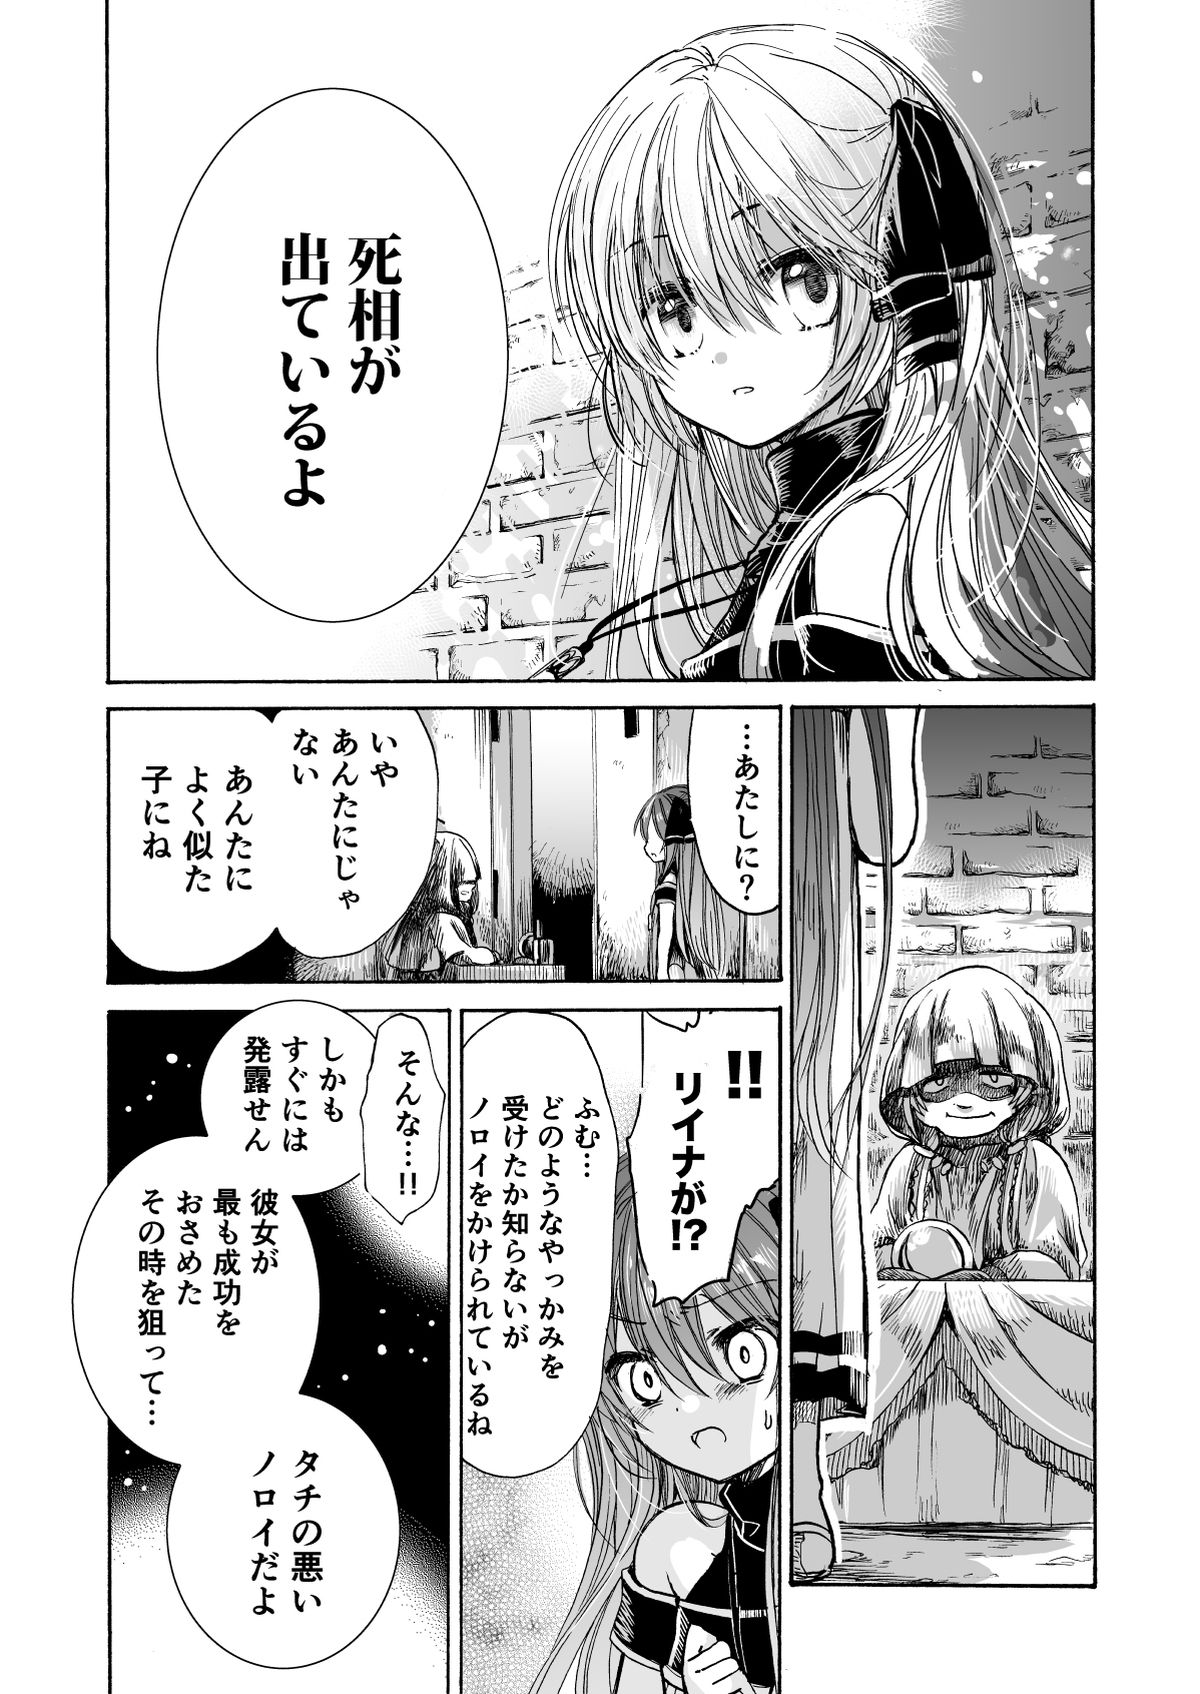 死相が
出ているよ
…あたしに？
いや
あんたにじゃ
ない
あんたに
よく似た
子にね
!!
リイナが!?
ふむ…
どのようなやっかみを
受けたか知らないが
ノロイをかけられているね
そんな…!!
しかも
すぐには
発露せん
彼女が
最も成功を
おさめた
その時を狙って…
タチの悪い
ノロイだよ